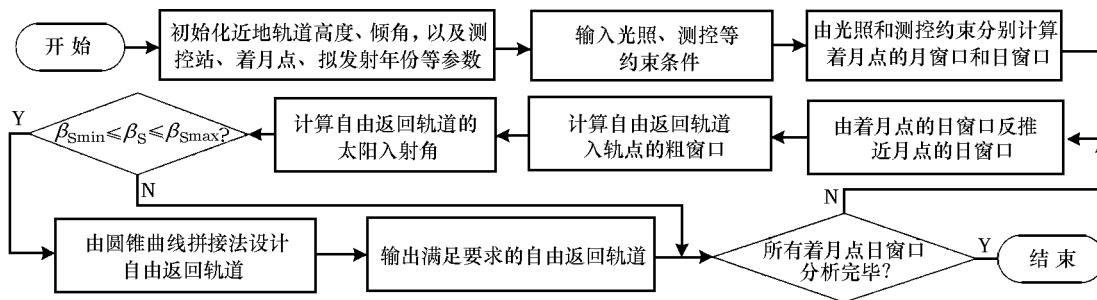 开 始
初始化近地轨道高度、倾角,以及测
控站、着月点、拟发射年份等参数
输入光照、测控等
约束条件
由光照和测控约束分别计算
着月点的月窗口和日窗口
由着月点的日窗口反推
近月点的日窗口
计算自由返回轨道
入轨点的粗窗口
计算自由返回轨道的
太阳入射角
βSmin≤βS≤βSmax?
Y
N
由圆锥曲线拼接法设计
自由返回轨道
输出满足要求的自由返回轨道
所有着月点日窗口
分析完毕?
N
Y
结 束